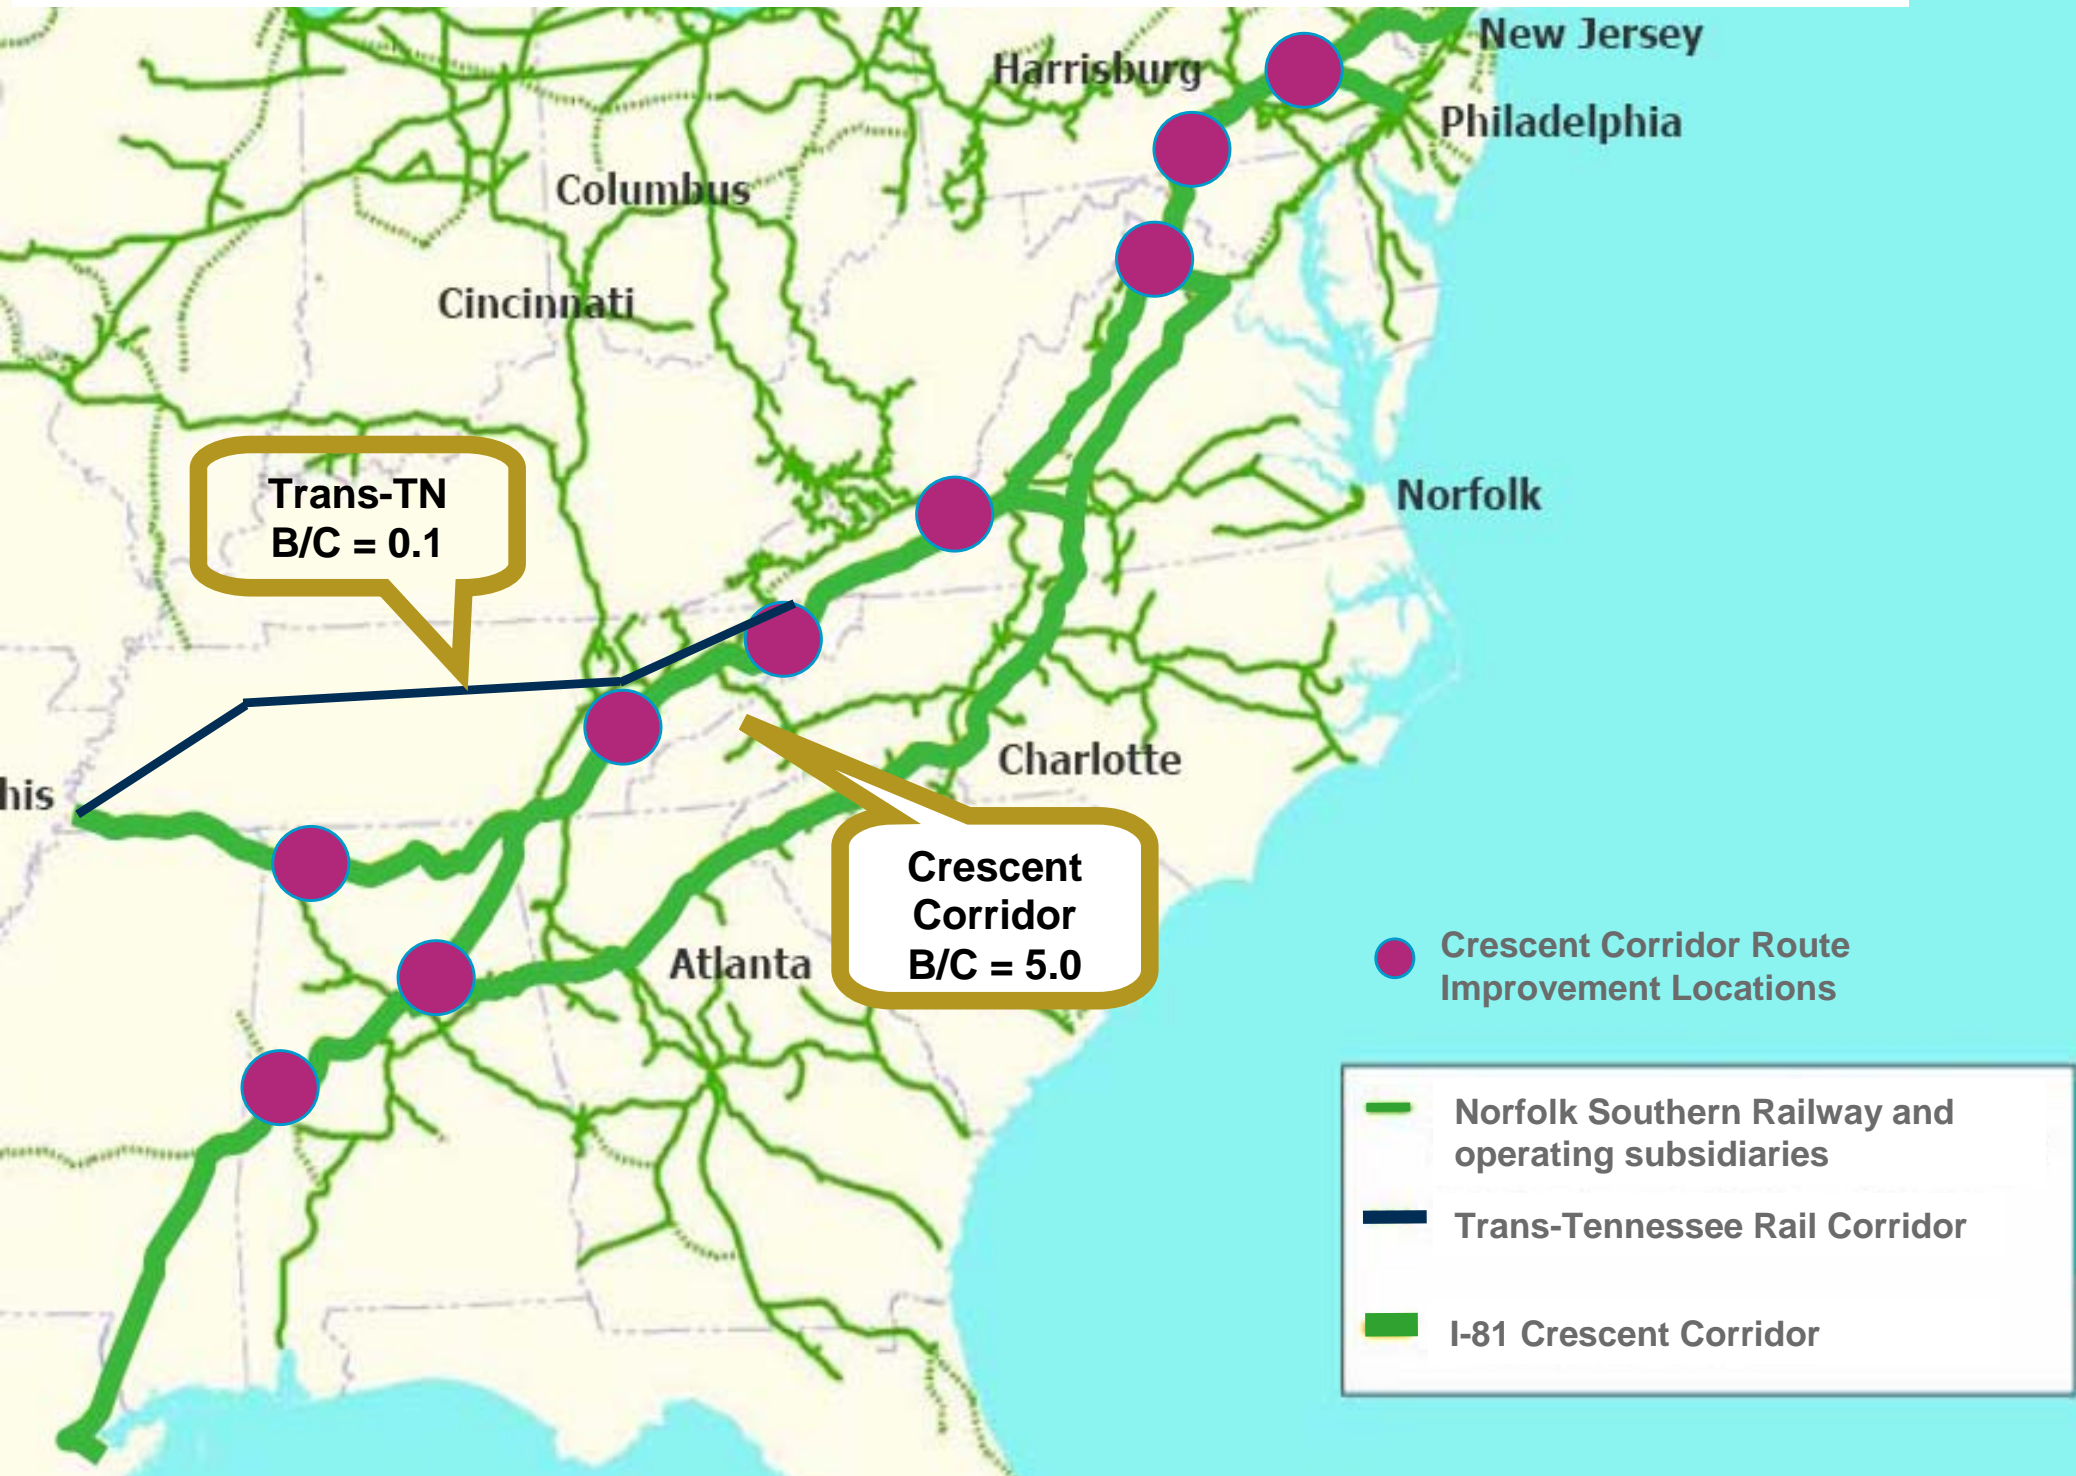 New Jersey
Harrisburg
Philadelphia
Columbus
Cincinnati
Trans-TN
B/C = 0.1
Norfolk
his
Charlotte
Crescent
Corridor
B/C = 5.0
Atlanta
Crescent Corridor Route
Improvement Locations
Norfolk Southern Railway and
operating subsidiaries
Trans-Tennessee Rail Corridor
I-81 Crescent Corridor